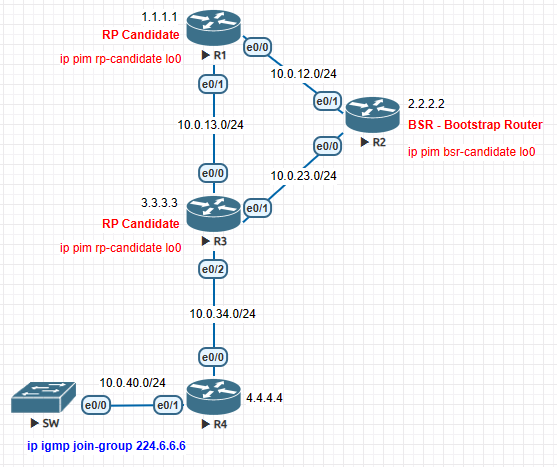 1.1.1.1
RP Candidate
ip pim rp-candidate lo0
R1
e0/0
e0/1
10.0.12.0/24
10.0.13.0/24
e0/1
2.2.2.2
BSR - Bootstrap Router
ip pim bsr-candidate lo0
R2
e0/0
10.0.23.0/24
e0/0
3.3.3.3
RP Candidate
ip pim rp-candidate lo0
e0/1
R3
e0/2
10.0.34.0/24
e0/0
10.0.40.0/24
4.4.4.4
e0/0
e0/1
SW
R4
ip igmp join-group 224.6.6.6